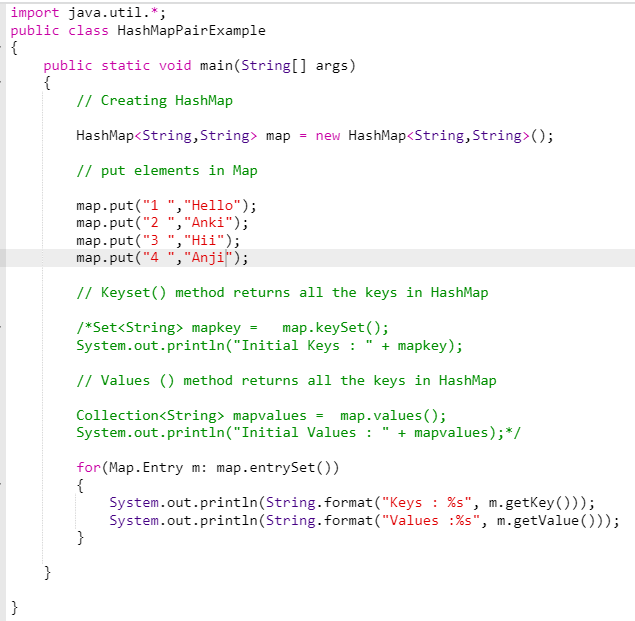 import java.util.*;
public class HashMapPairExample
{
public static void main(String[] args)
{
// Creating HashMap
HashMap<String,String> map = new HashMap<String,String>();
// put elements in Map
map.put("1 ","Hello");
map.put("2 ","Anki");
map.put("3 ","Hii");
map.put("4 ","Anji");
// Keyset() method returns all the keys in HashMap
/*Set<String> mapkey =   map.keySet();
System.out.println("Initial Keys : " + mapkey);
// Values () method returns all the keys in HashMap
Collection<String> mapvalues =  map.values();
System.out.println("Initial Values : " + mapvalues);*/
for(Map.Entry m: map.entrySet())
{
System.out.println(String.format("Keys : %s", m.getKey()));
System.out.println(String.format("Values :%s", m.getValue()));
}
}
}